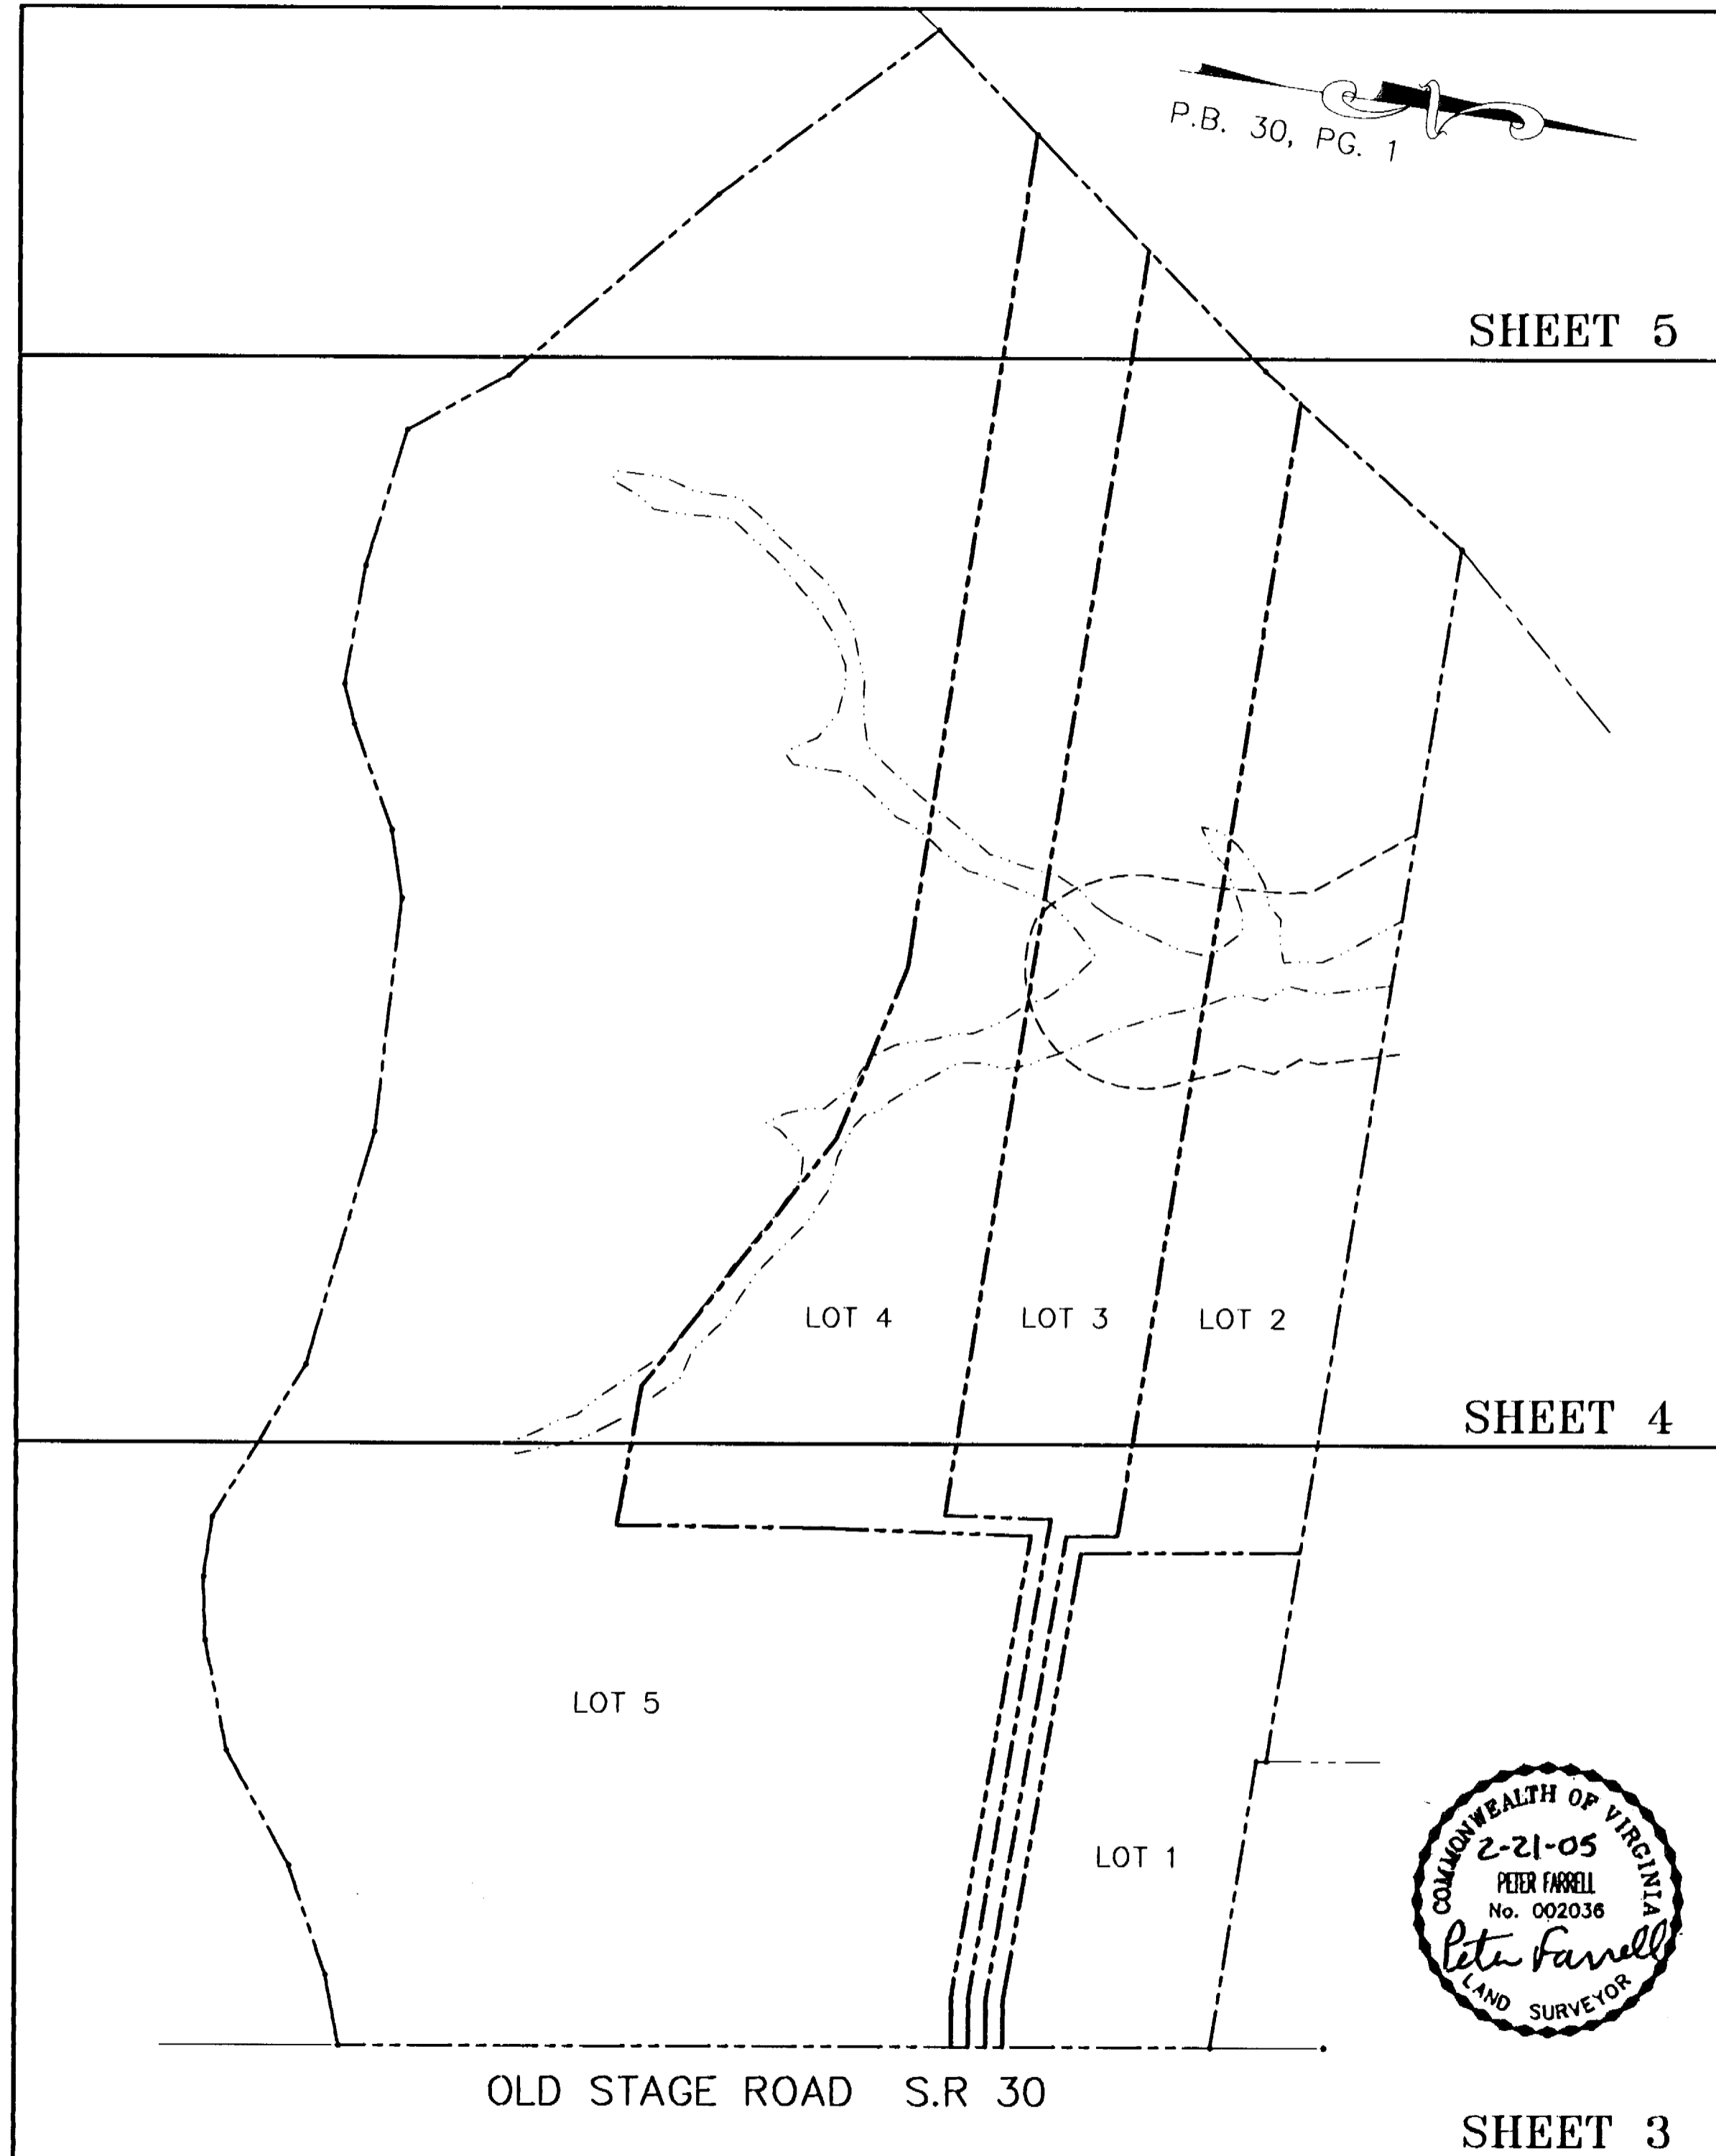 P.B. 30, PG. 1
SHEET 5
LOT 4
LOT 3
LOT 2
SHEET 4
LOT 5
LOT 1
COMMONWEALTH OF VIRGINIA
2-21-05
PETER FARRELL
No. 002036
Peter Farrell
LAND SURVEYOR
OLD STAGE ROAD S.R 30
SHEET 3